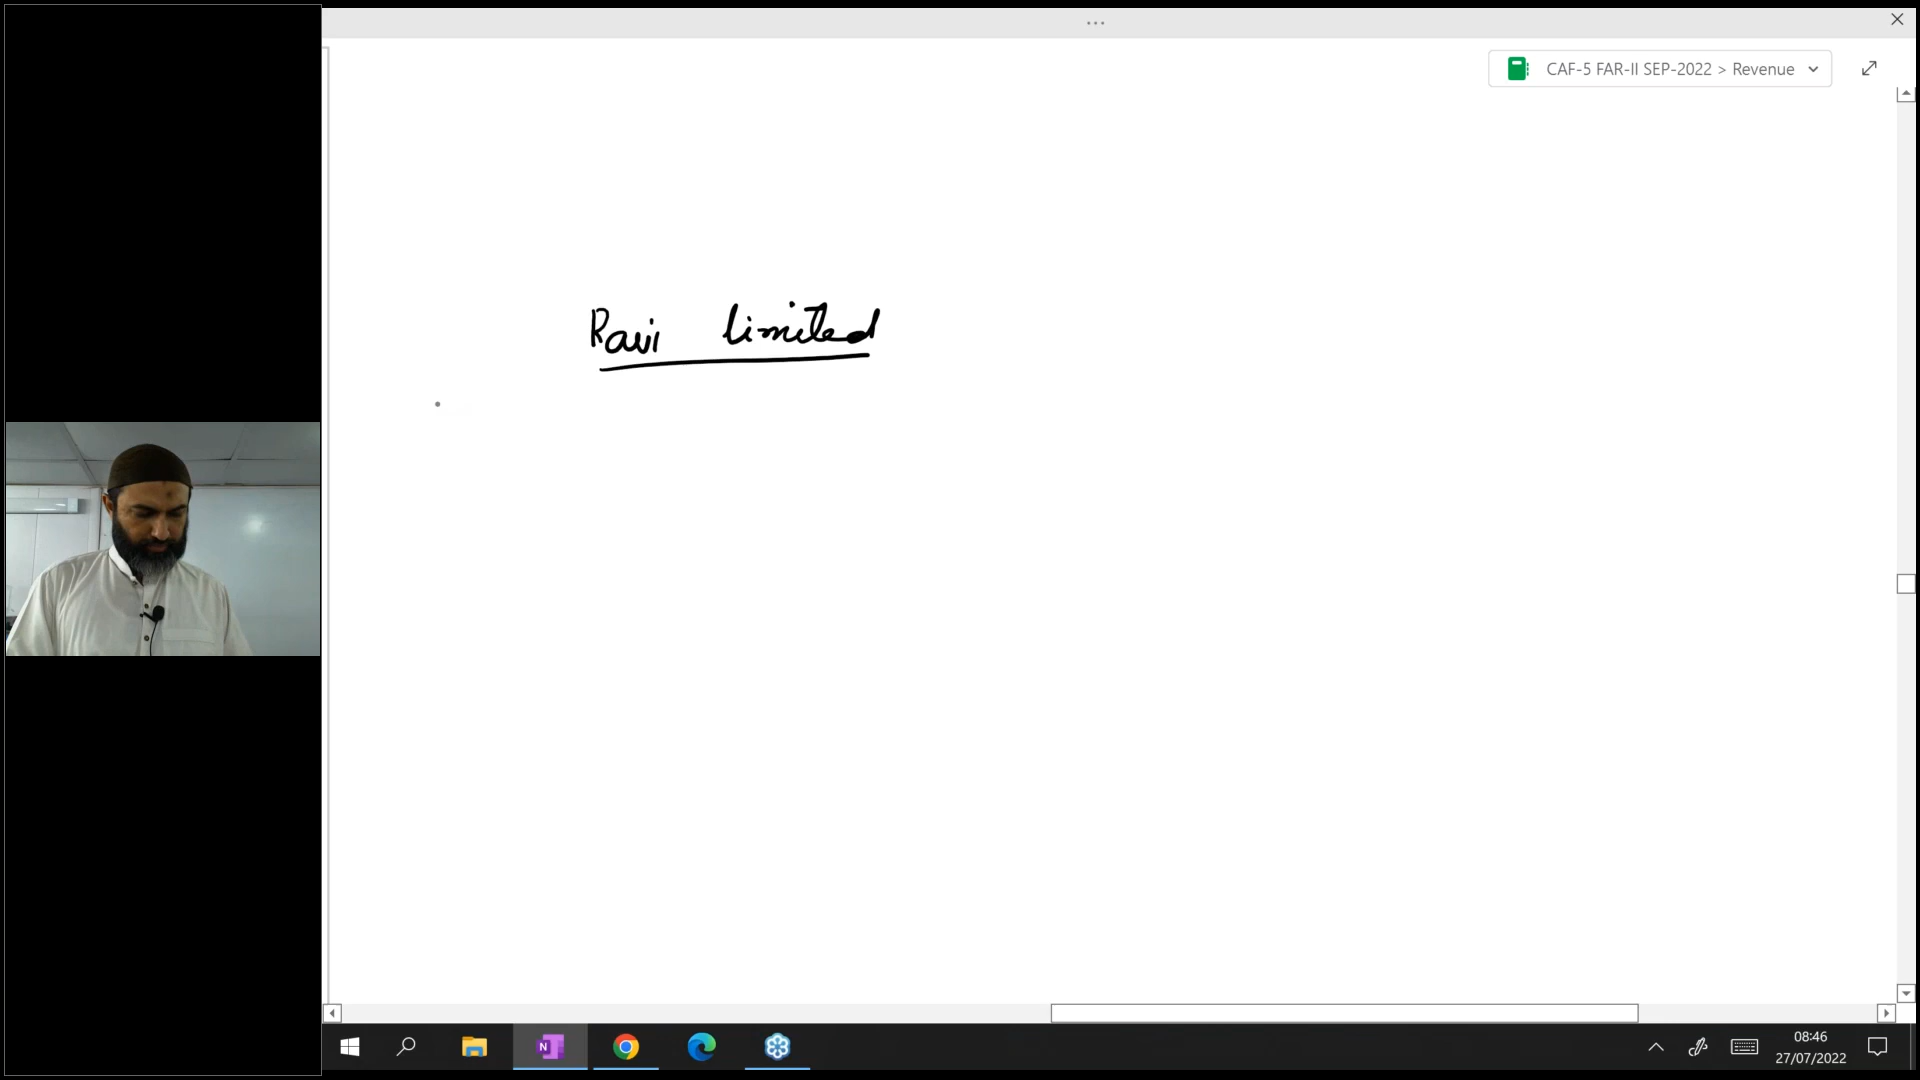 CAF-5 FAR-II SEP-2022 > Revenue
Ravi limited
N
08:46
27/07/2022